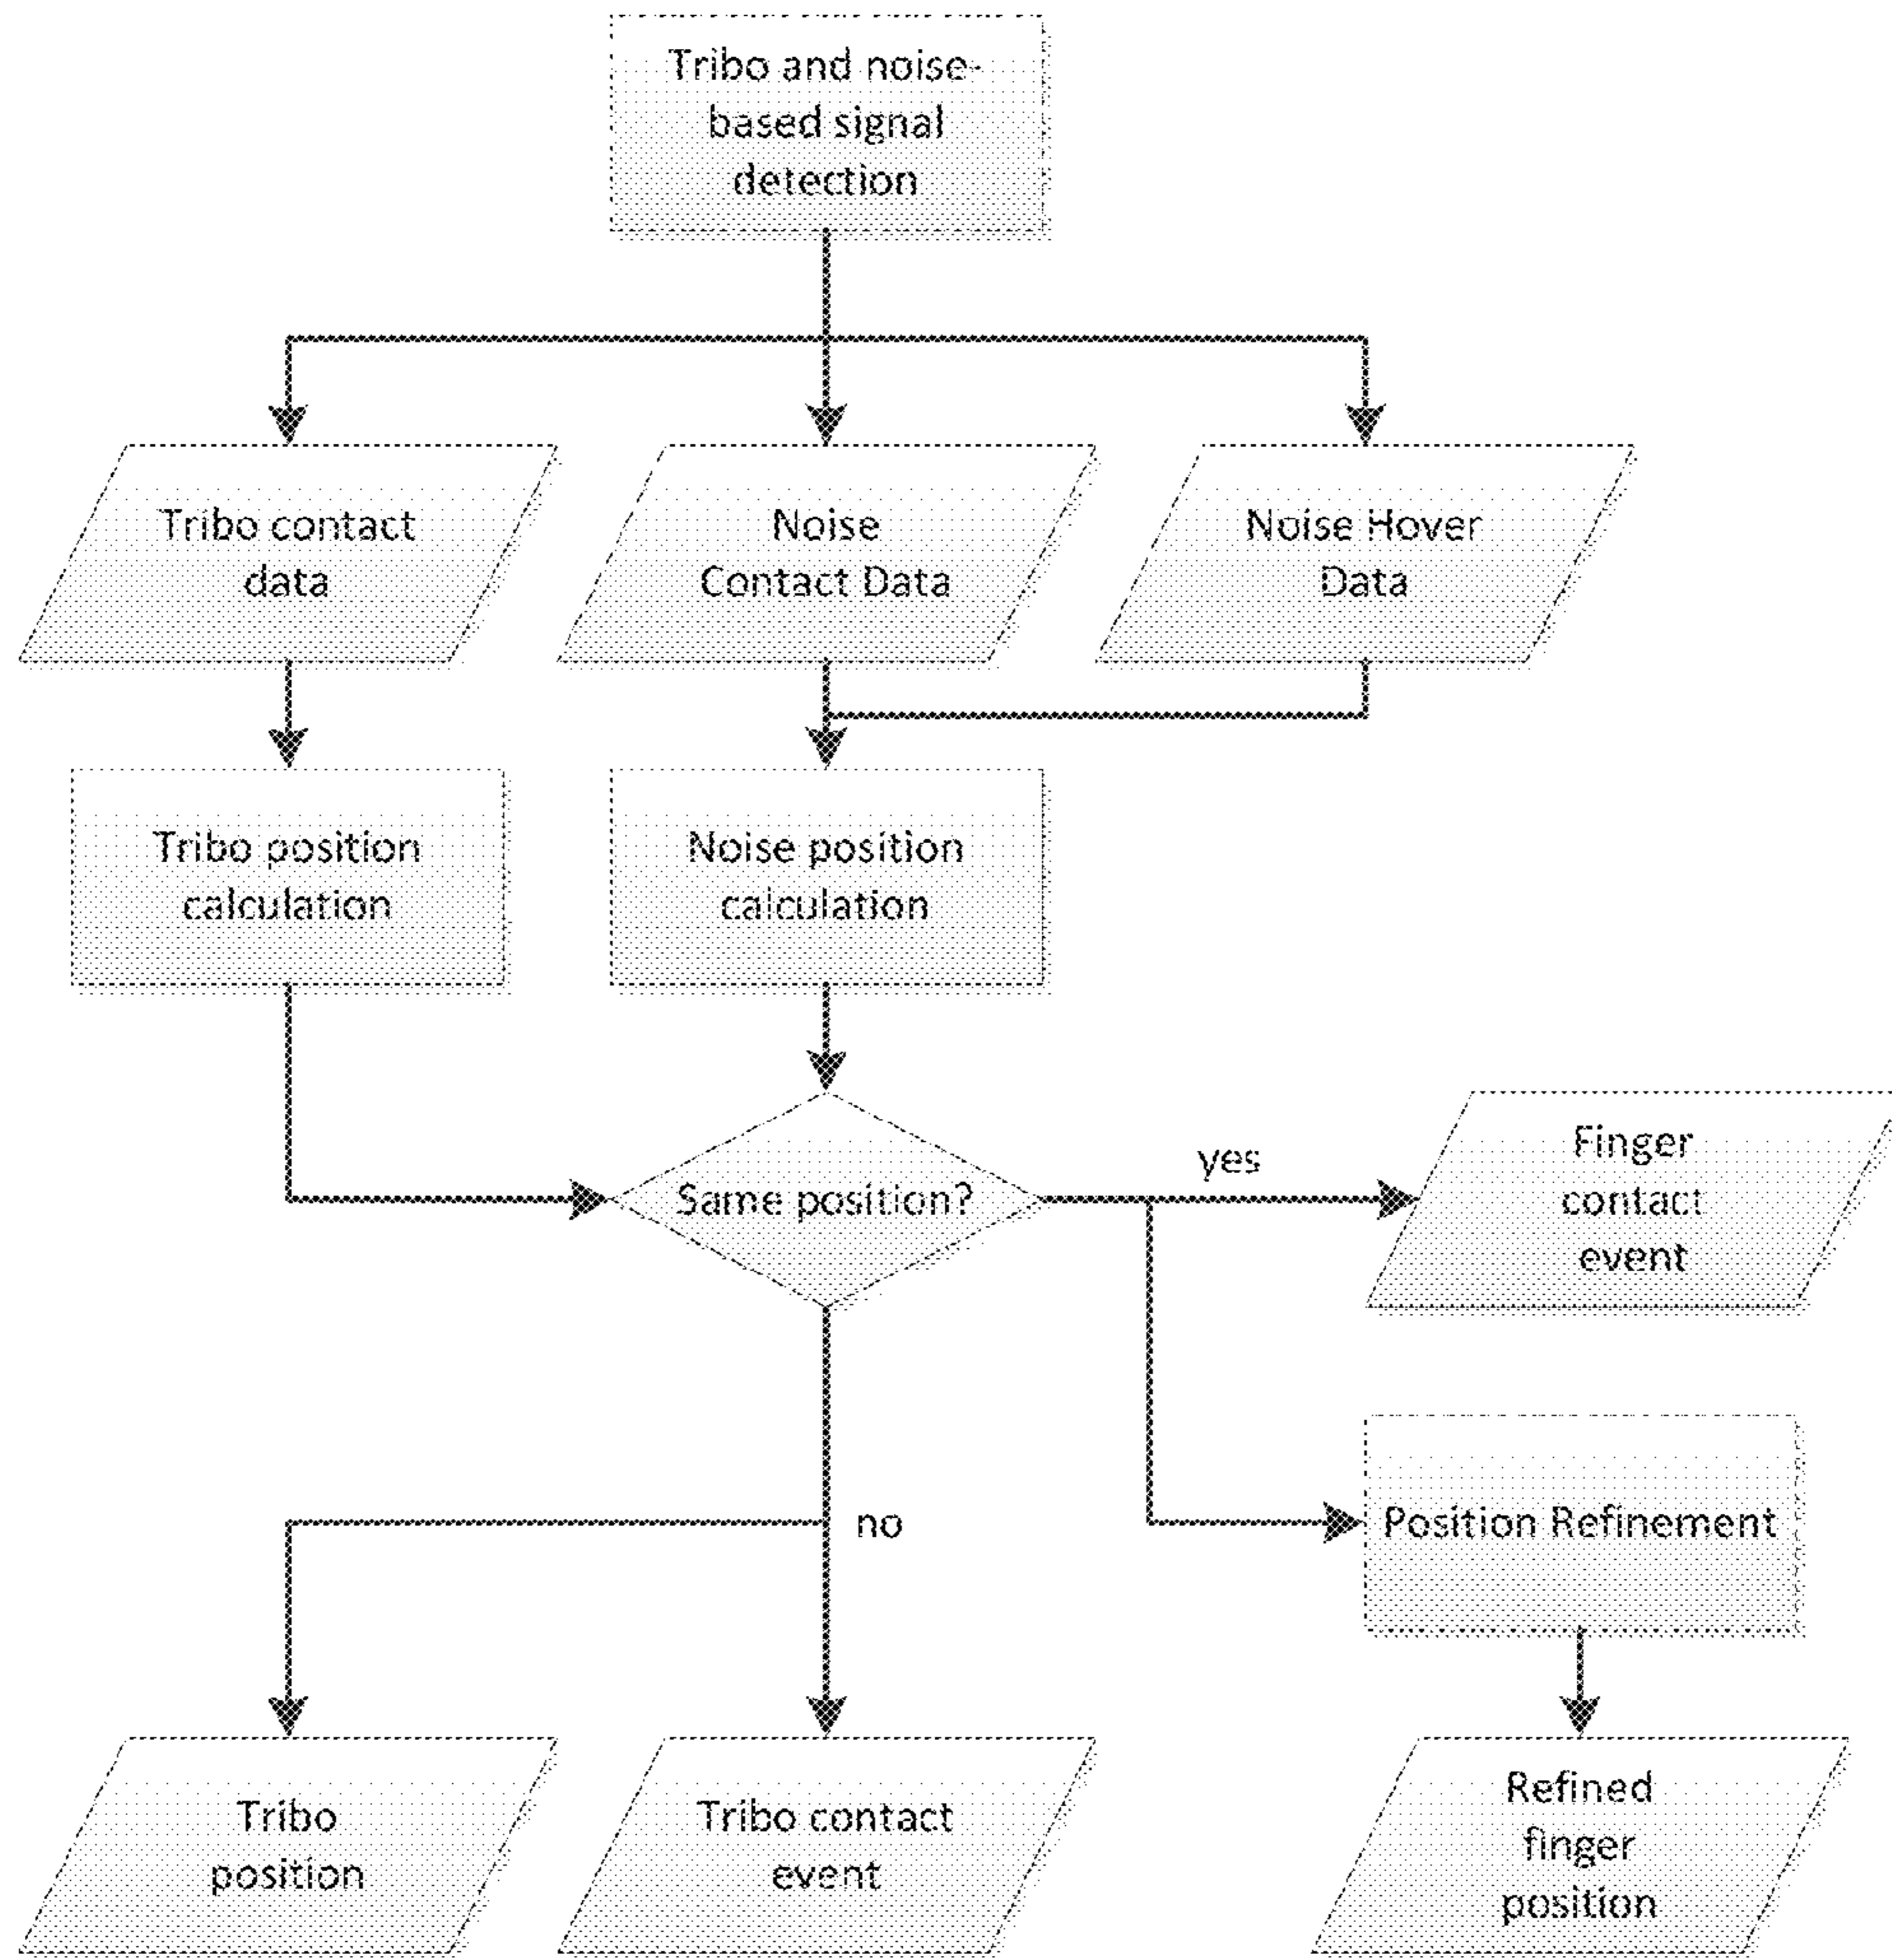 Tribo and noise-
based signal
detection
Tribo contact
data
Noise
Contact Data
Noise Hover
Data
Tribo position
calculation
Noise position
calculation
Same position?
yes
Finger
contact
event
no
Position Refinement
Tribo
position
Tribo contact
event
Refined
finger
position